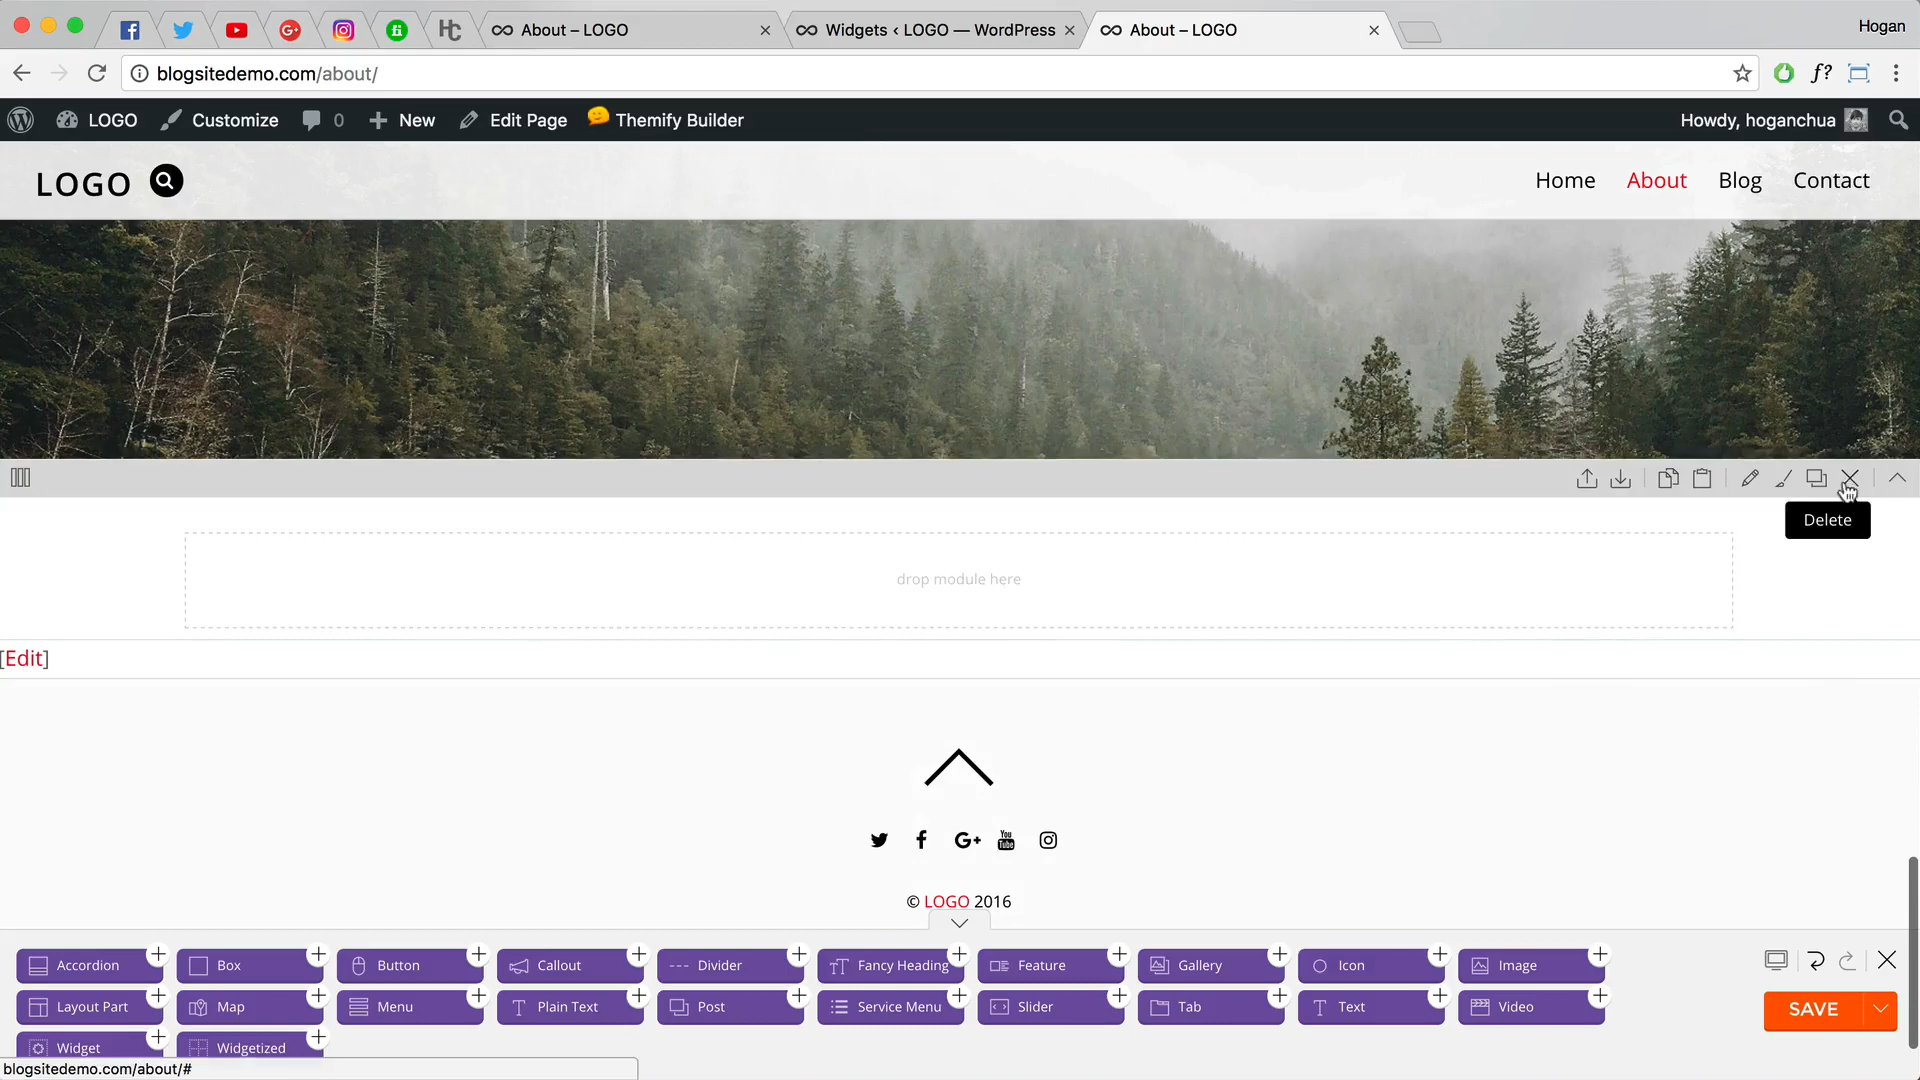 About – LOGO
Widgets ‹ LOGO — WordPress
About – LOGO
Hogan
blogsitedemo.com/about/
f?
LOGO
Customize
0
New
Edit Page
Themify Builder
Howdy, hoganchua
LOGO
Home
About
Blog
Contact
Delete
drop module here
[Edit]
© LOGO 2016
Accordion
Box
Button
Callout
Divider
Fancy Heading
Feature
Gallery
Icon
Image
Layout Part
Map
Menu
Plain Text
Post
Service Menu
Slider
Tab
Text
Video
SAVE
Widget
Widgetized
blogsitedemo.com/about/#